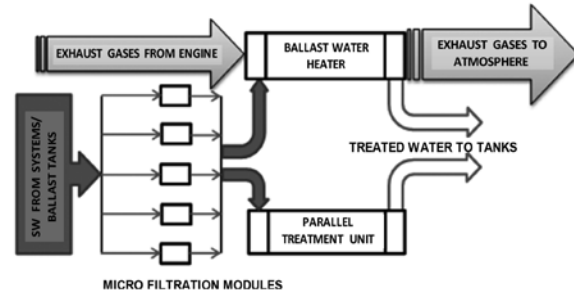 EXHAUST GASES FROM ENGINE
BALLAST WATER
HEATER
EXHAUST GASES TO
ATMOSPHERE
SW FROM SYSTEMS/
BALLAST TANKS
TREATED WATER TO TANKS
PARALLEL
TREATMENT UNIT
MICRO FILTRATION MODULES